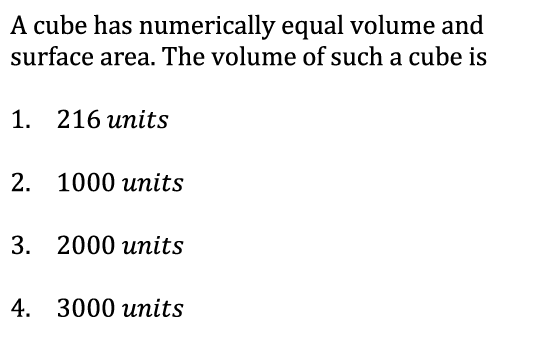 A cube has numerically equal volume and
surface area. The volume of such a cube is
1. 216 units
2. 1000 units
3. 2000 units
4. 3000 units